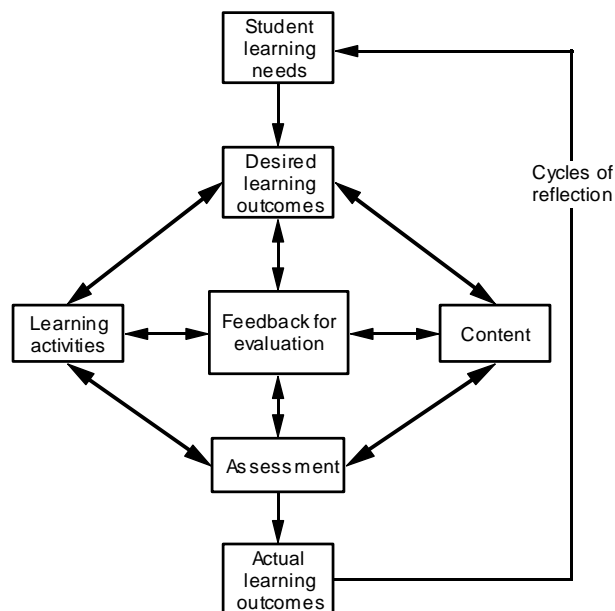 Student
learning
needs
Desired
learning
outcomes
Cycles of
reflection
Learning
activities
Feedback for
evaluation
Content
Assessment
Actual
learning
outcomes